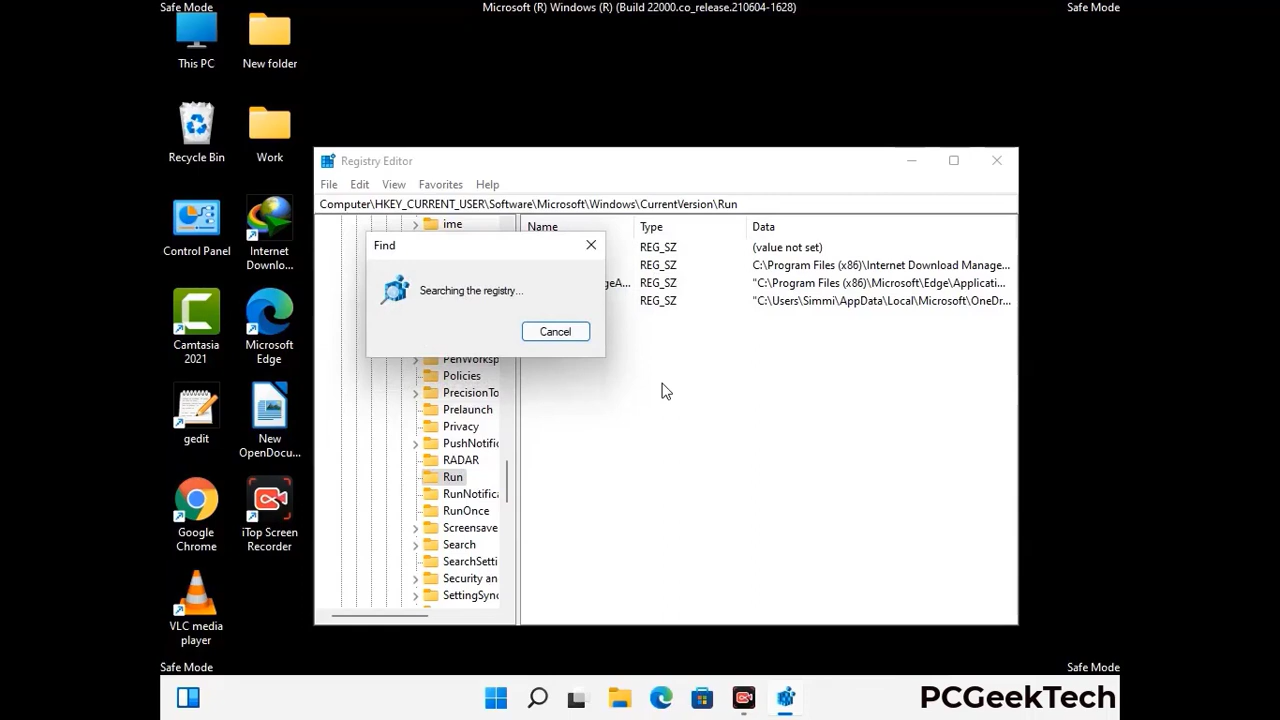 Safe Mode
Microsoft (R) Windows (R) (Build 22000.co_release.210604-1628)
Safe Mode
This PC
New folder
Recycle Bin
Work
Control Panel
Internet
Downlo...
Camtasia
2021
Microsoft
Edge
gedit
New
OpenDocu...
Google
Chrome
iTop Screen
Recorder
VLC media
player
Registry Editor
File Edit View Favorites Help
Computer\HKEY_CURRENT_USER\Software\Microsoft\Windows\CurrentVersion\Run
ime
Policies
PrecisionTo
Prelaunch
Privacy
PushNotific
RADAR
Run
RunNotifica
RunOnce
Screensave
Search
SearchSetti
Security an
SettingSync
Name Type Data
REG_SZ (value not set)
REG_SZ C:\Program Files (x86)\Internet Download Manage...
geA... REG_SZ "C:\Program Files (x86)\Microsoft\Edge\Applicati...
REG_SZ "C:\Users\Simmi\AppData\Local\Microsoft\OneDr...
Find
Searching the registry...
Cancel
Safe Mode
Safe Mode
PCGeekTech